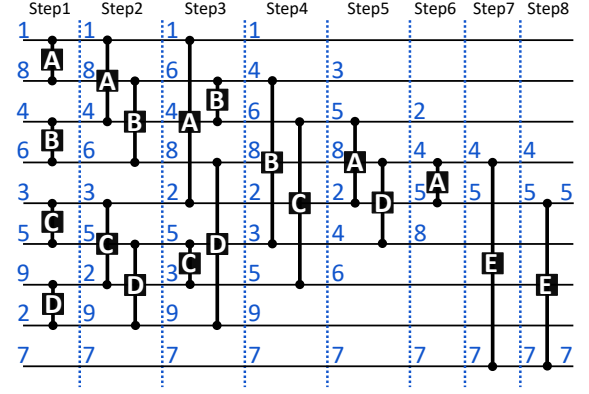 Step1 Step2 Step3 Step4 Step5 Step6 Step7 Step8
1 1 1 1
A
8 8 A 6 4 3
B
4 4 B 4 A 6 5 2
B
6 6 8 8 B 8 A 4 4 4
A
3 3 2 2 C 2 D 5 5 5 5
C
5 5 C 5 D 3 4 8
C E
9 2 D 3 5 6 E
D
2 9 9 9
7 7 7 7 7 7 7 7 7